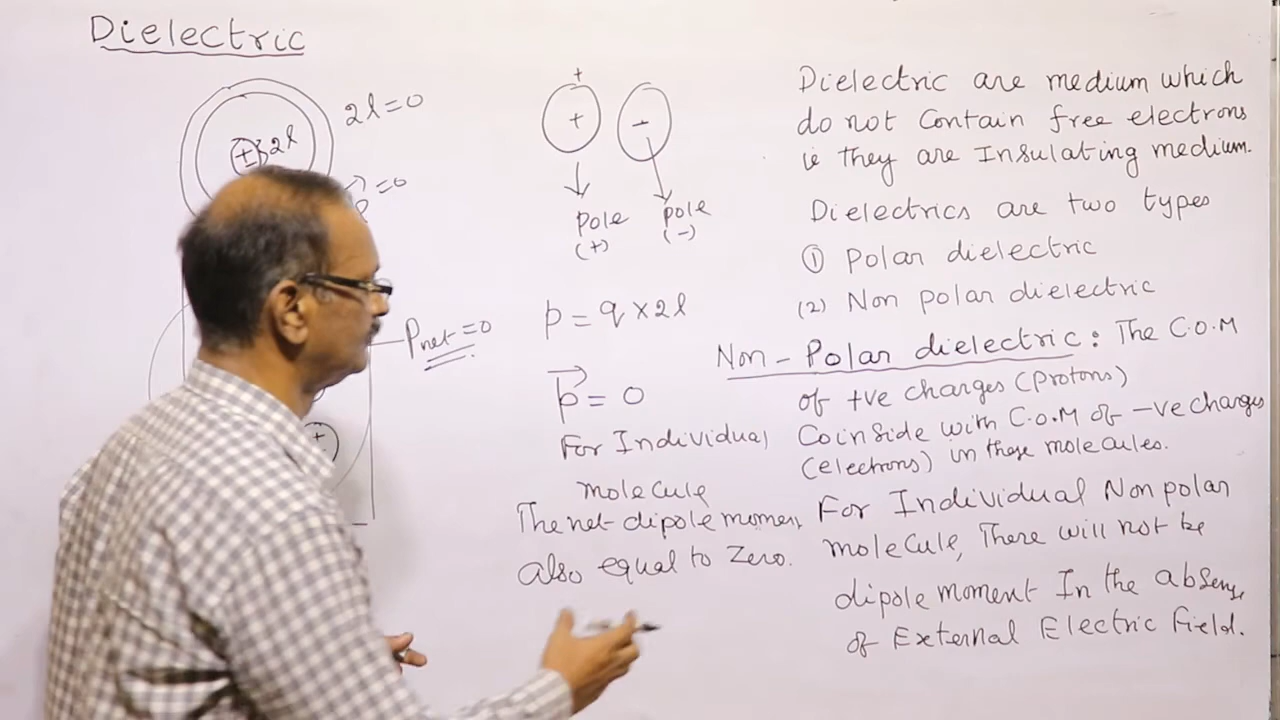 Dielectric
2l=0
+
2l
=0
Pnet=0
+
+
+
-
pole
(+)
pole
(-)
p = q×2l
p = 0
For Individual
molecule
The net dipole moment
also equal to Zero.
Dielectric are medium which
do not contain free electrons
ie they are Insulating medium.
Dielectrics are two types
① Polar dielectric
(2) Non polar dielectric
Non-Polar dielectric: The C.O.M
of +ve charges (Protons)
Coinside with C.O.M of -ve charges
(electrons) in these molecules.
For Individual Non polar
molecule, There will not be
dipole moment In the absense
of External Electric field.